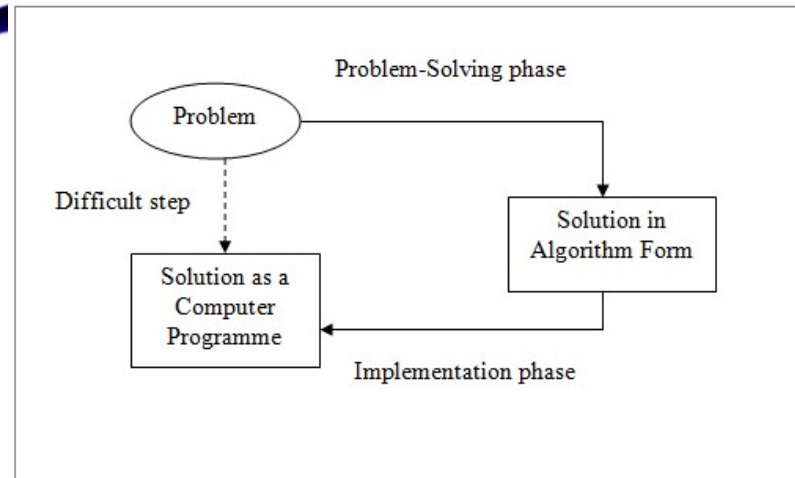 Problem-Solving phase
Problem
Difficult step
Solution in
Algorithm Form
Solution as a
Computer
Programme
Implementation phase